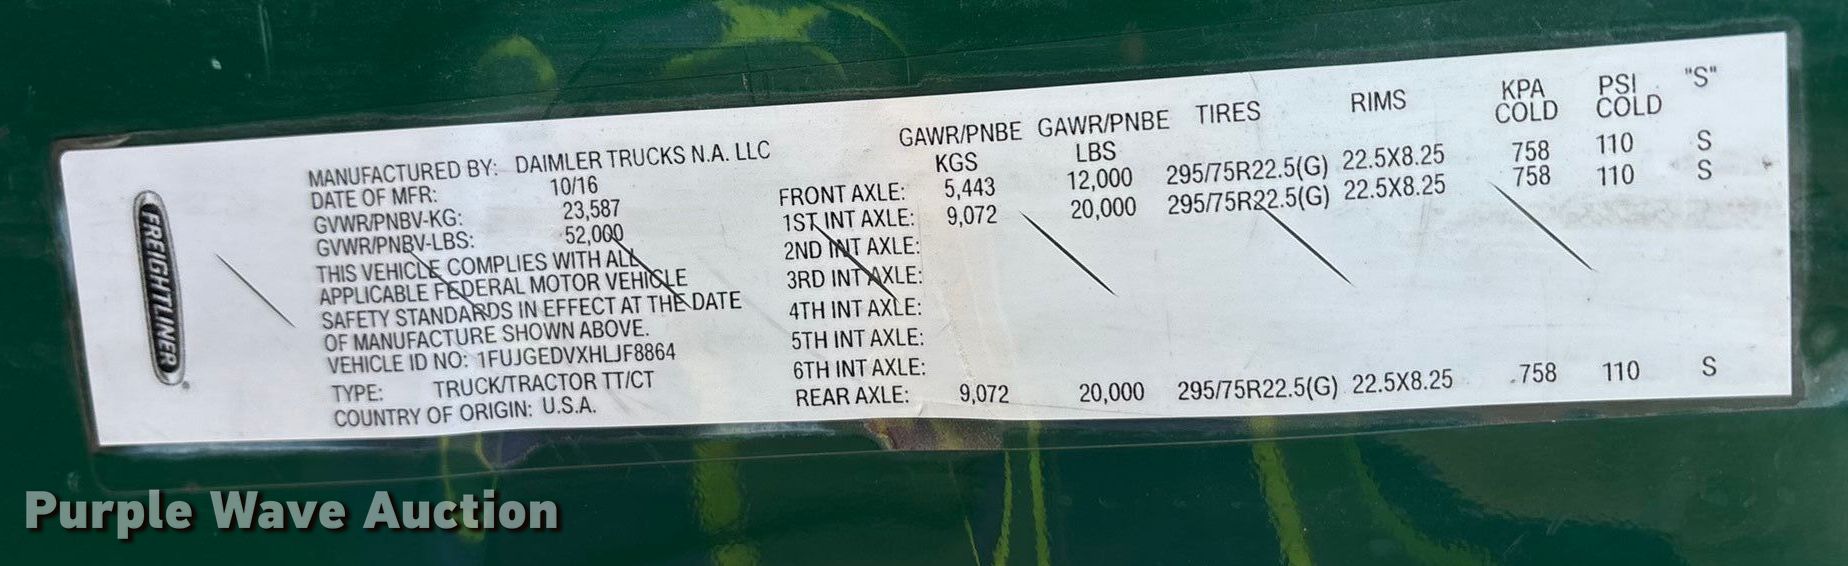 FREIGHTLINER
®
MANUFACTURED BY: DAIMLER TRUCKS N.A. LLC
DATE OF MFR: 10/16
GVWR/PNBV-KG: 23,587
GVWR/PNBV-LBS: 52,000
THIS VEHICLE COMPLIES WITH ALL
APPLICABLE FEDERAL MOTOR VEHICLE
SAFETY STANDARDS IN EFFECT AT THE DATE
OF MANUFACTURE SHOWN ABOVE.
VEHICLE ID NO: 1FUJGEDVXHLJF8864
TYPE: TRUCK/TRACTOR TT/CT
COUNTRY OF ORIGIN: U.S.A.
GAWR/PNBE KGS GAWR/PNBE LBS TIRES RIMS KPA COLD PSI COLD "S"
FRONT AXLE: 5,443 12,000 295/75R22.5(G) 22.5X8.25 758 110 S
1ST INT AXLE: 9,072 20,000 295/75R22.5(G) 22.5X8.25 758 110 S
2ND INT AXLE:
3RD INT AXLE:
4TH INT AXLE:
5TH INT AXLE:
6TH INT AXLE:
REAR AXLE: 9,072 20,000 295/75R22.5(G) 22.5X8.25 758 110 S
Purple Wave Auction